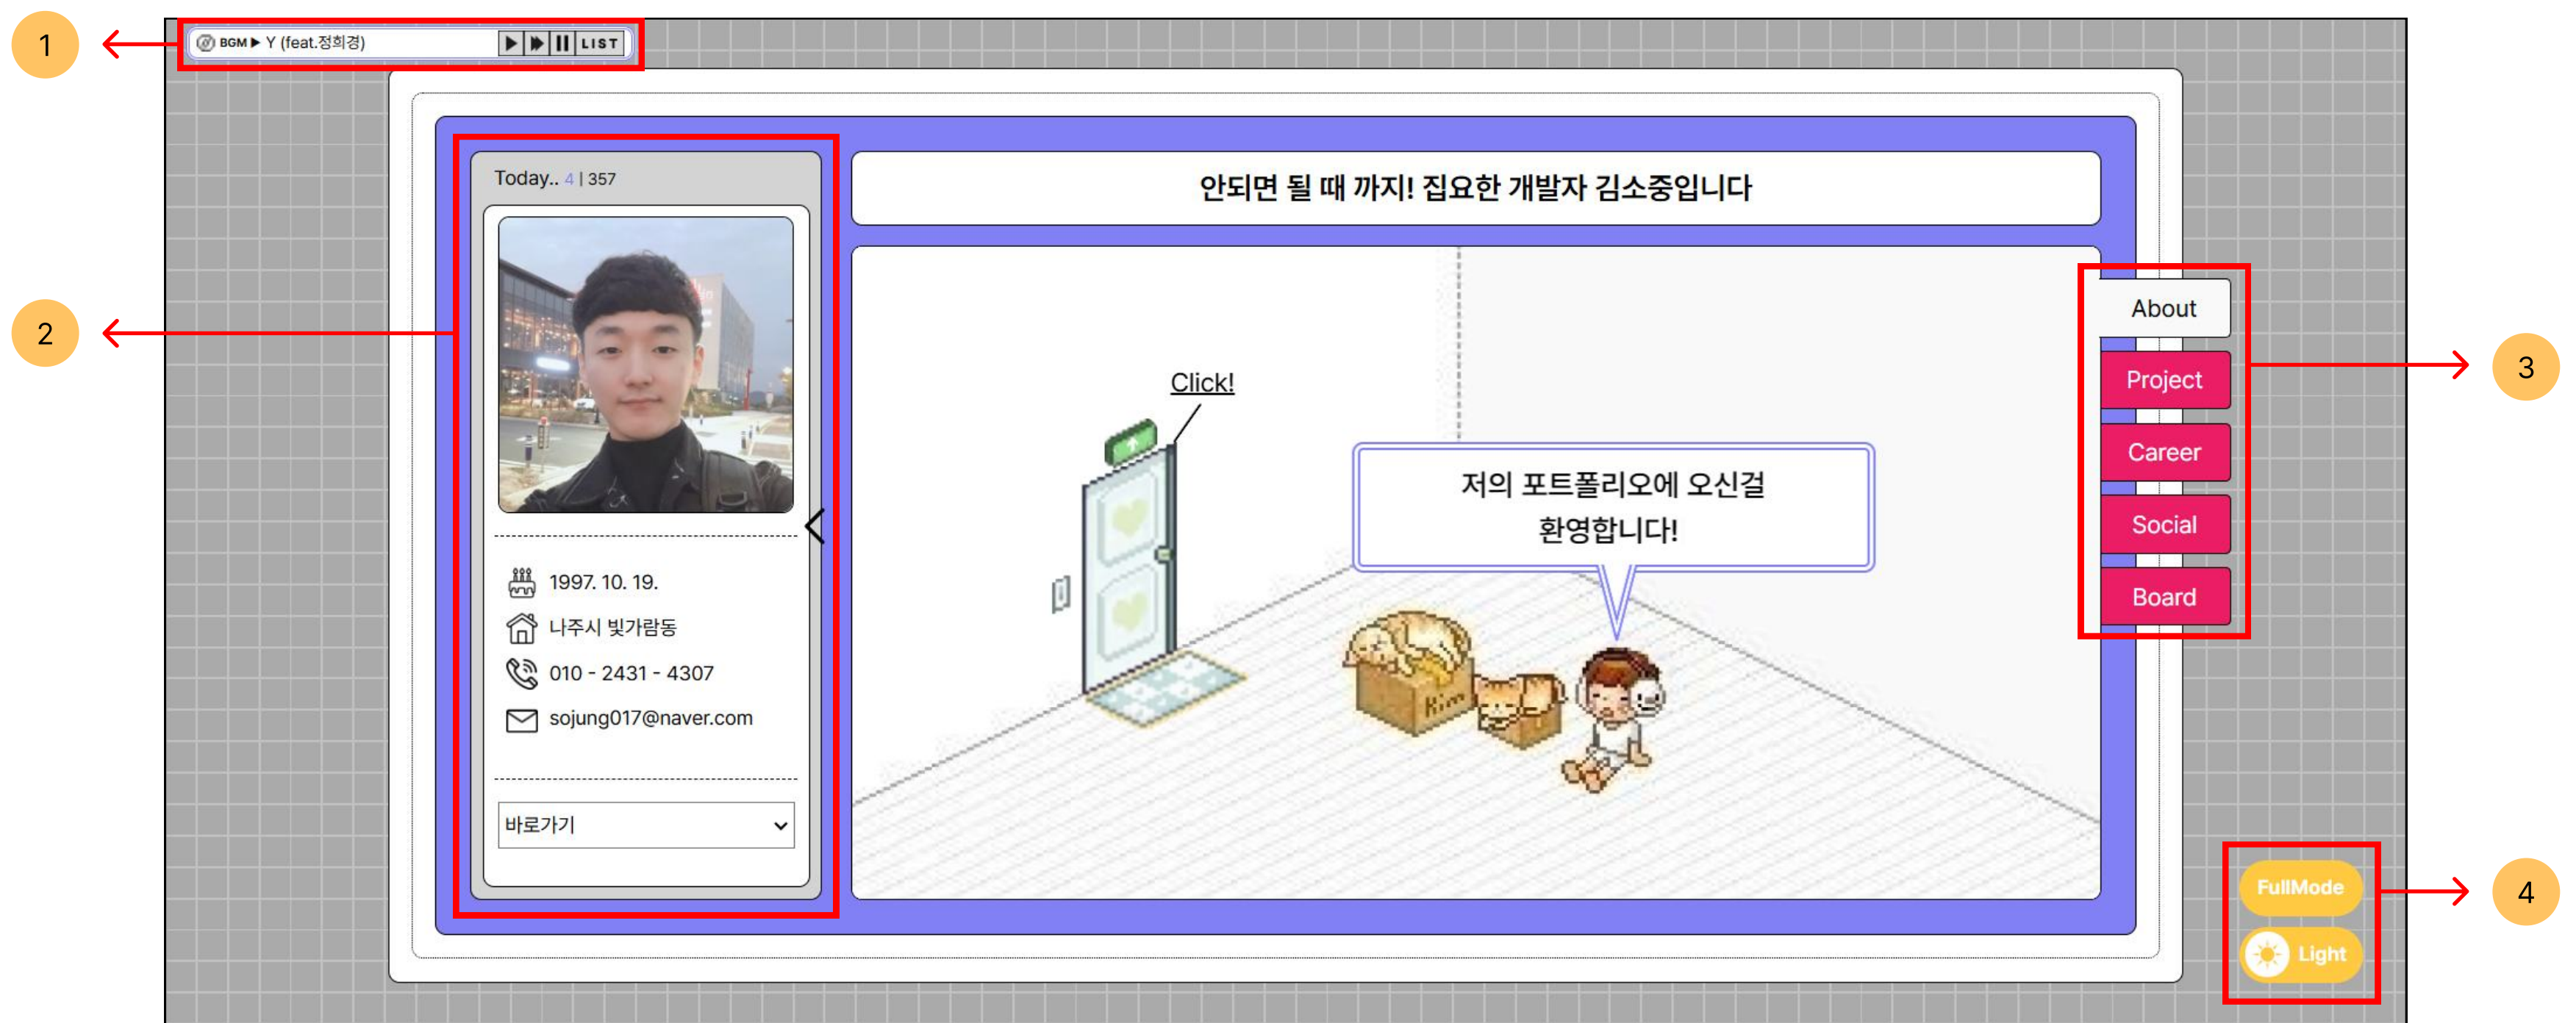 1
BGM ▶ Y (feat.정희경)
LIST
2
Today.. 4 | 357
1997. 10. 19.
나주시 빛가람동
010 - 2431 - 4307
sojung017@naver.com
바로가기
안되면 될 때 까지! 집요한 개발자 김소중입니다
Click!
저의 포트폴리오에 오신걸
환영합니다!
Kim
About
Project
Career
Social
Board
3
FullMode
Light
4